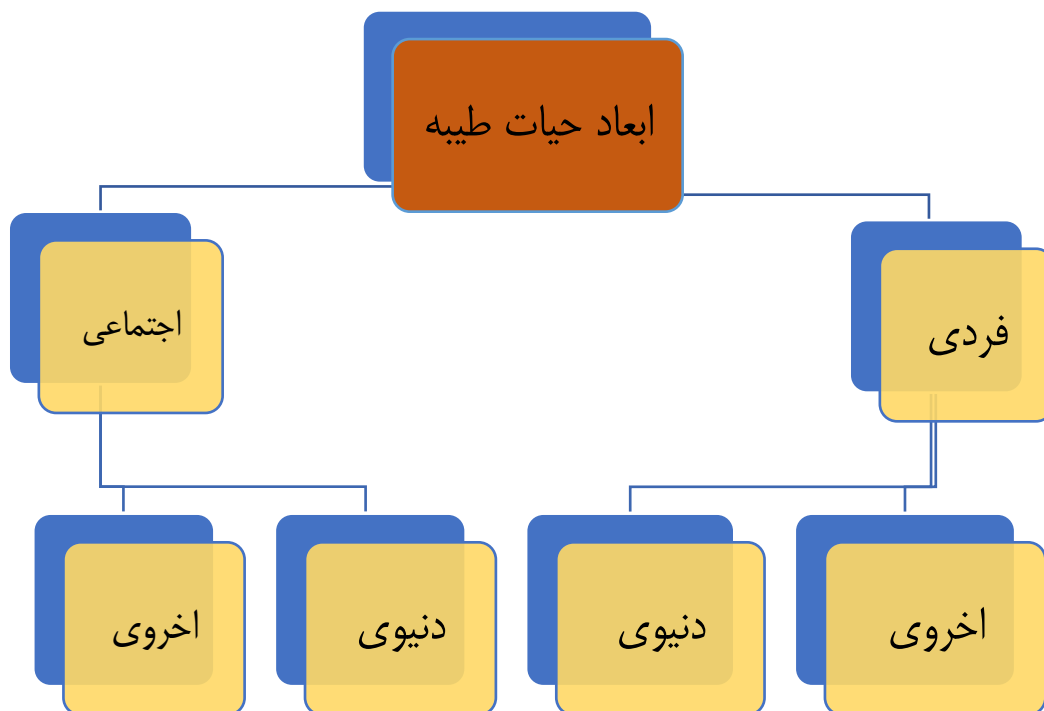 ابعاد حیات طیبه
فردی
اجتماعی
اخروی
دنیوی
دنیوی
اخروی